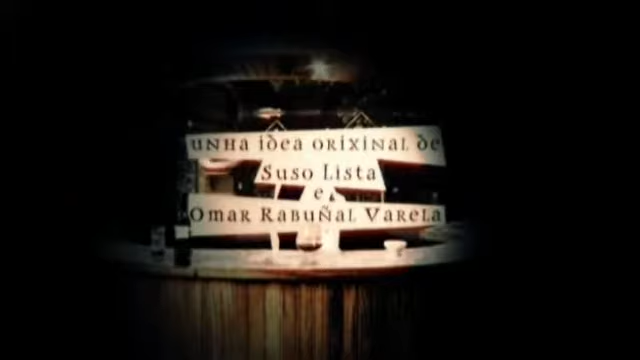 unha idea orixinal de
Suso Lista
e
Omar Rabuñal Varela